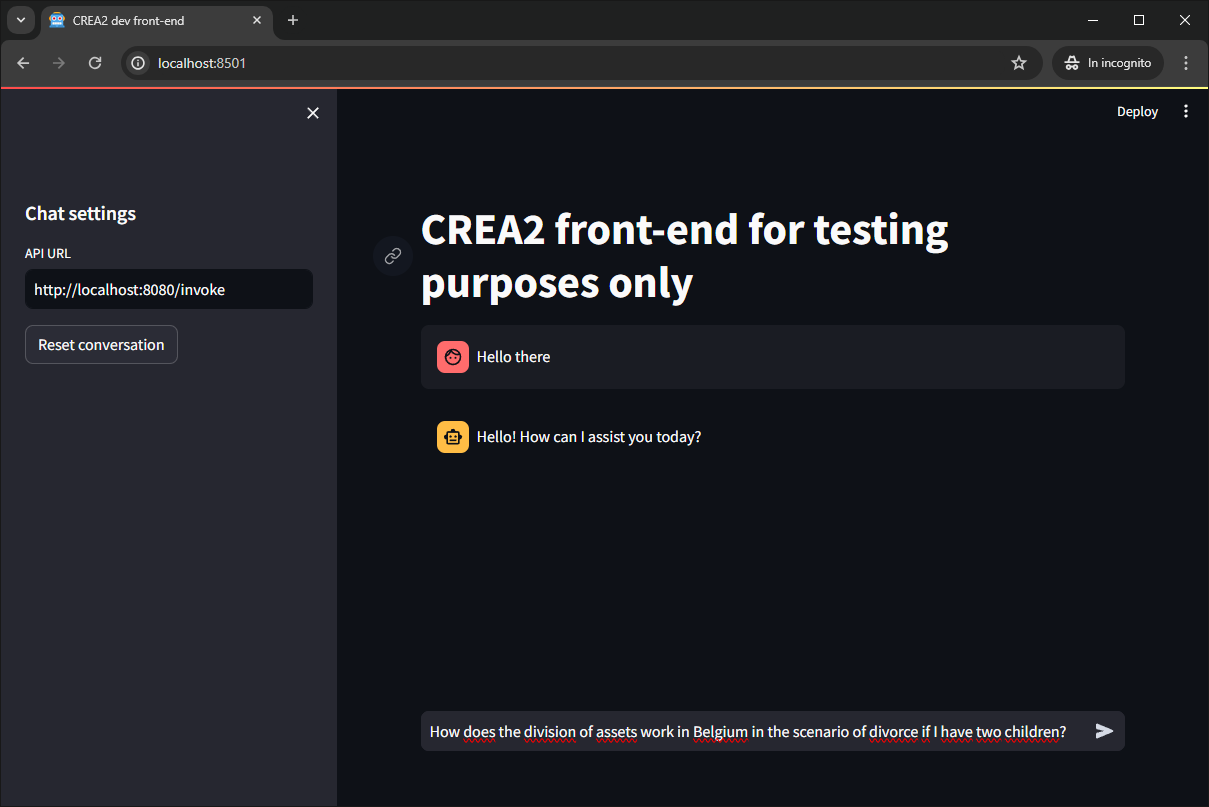 CREA2 dev front-end
localhost:8501
In incognito
Deploy
Chat settings
API URL
http://localhost:8080/invoke
Reset conversation
CREA2 front-end for testing
purposes only
Hello there
Hello! How can I assist you today?
How does the division of assets work in Belgium in the scenario of divorce if I have two children?